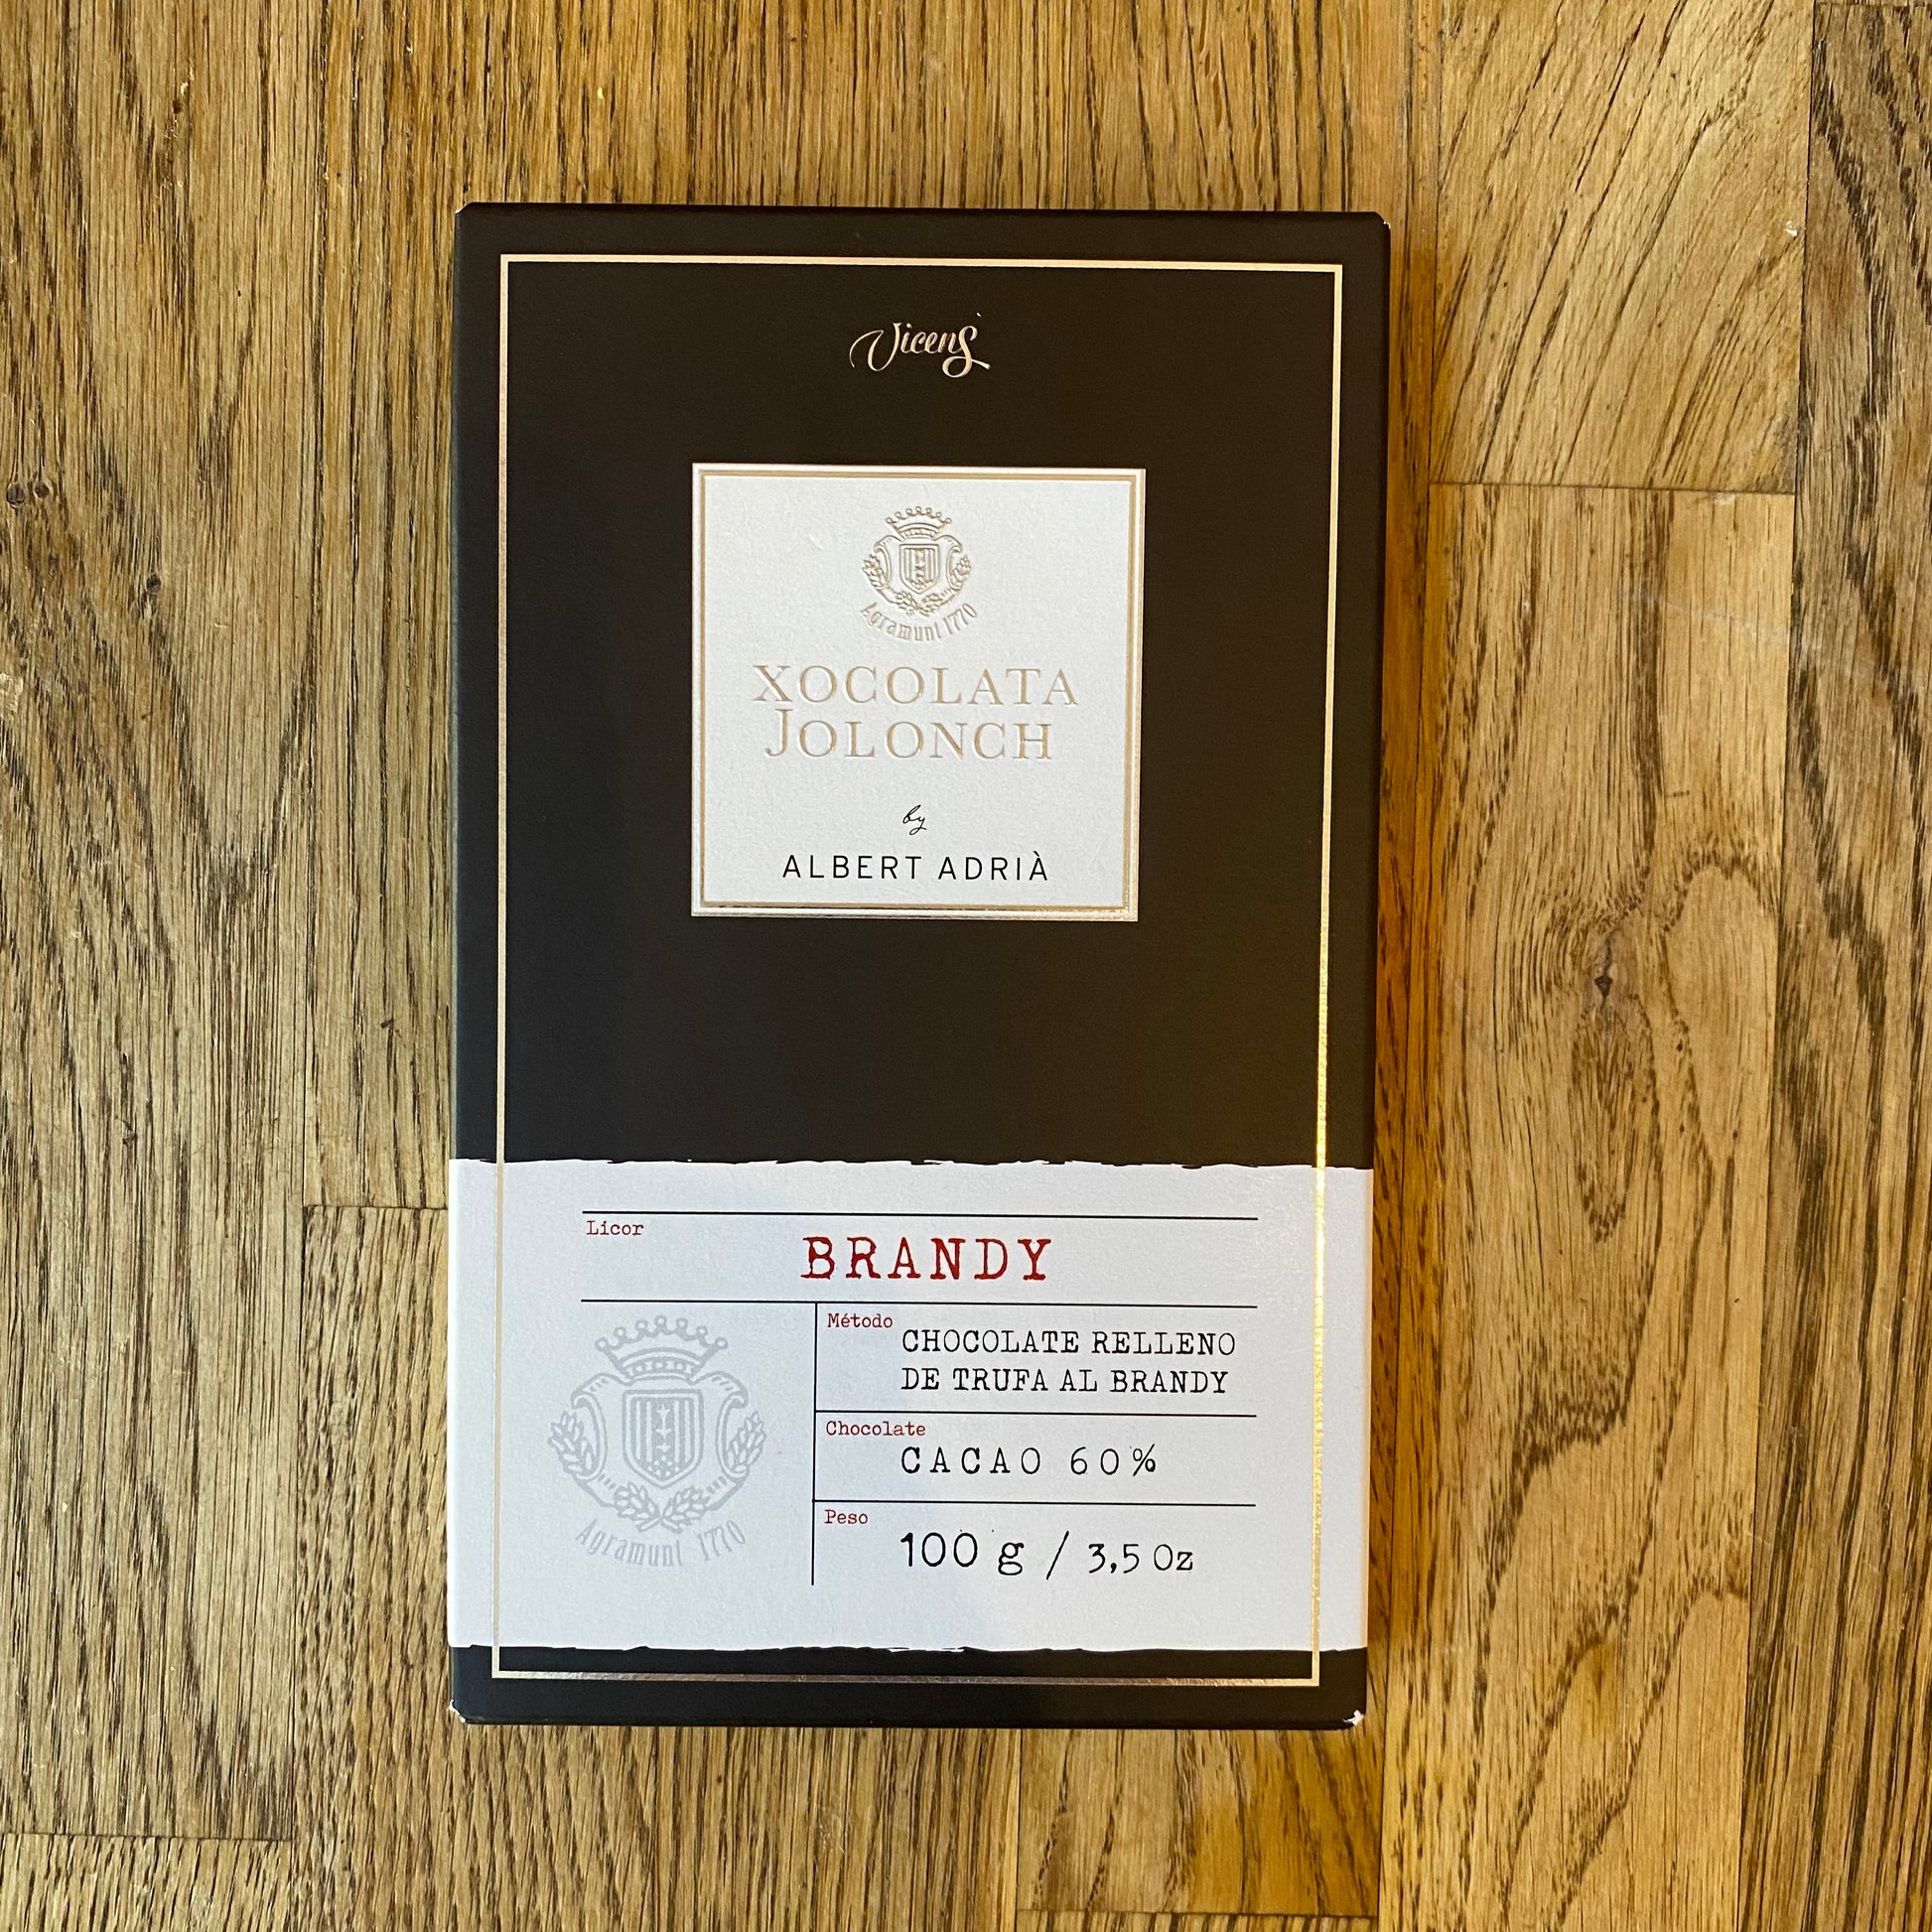 Vicens
Agramunt 1770
XOCOLATA
JOLONCH
by
ALBERT ADRIÀ
Licor
BRANDY
Método
CHOCOLATE RELLENO
DE TRUFA AL BRANDY
Chocolate
CACAO 60%
Peso
100 g / 3,5 Oz
Agramunt 1770